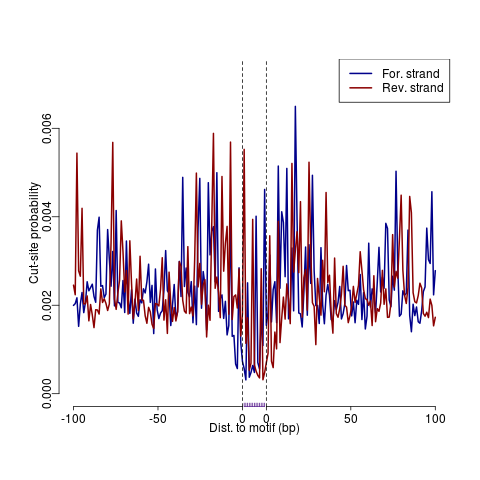 For. strand
Rev. strand
Cut-site probability
0.006
0.004
0.002
0.000
-100 -50 0 0 50 100
Dist. to motif (bp)